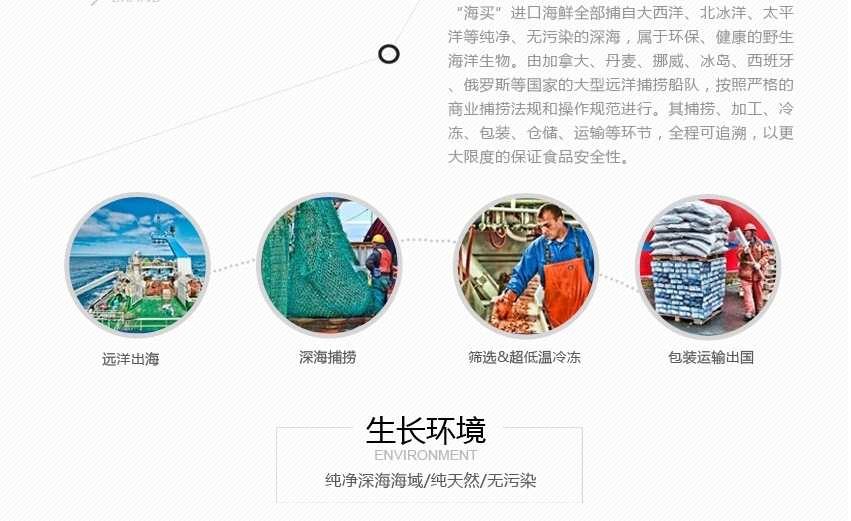 BRAND
“海买”进口海鲜全部捕自大西洋、北冰洋、太平
洋等纯净、无污染的深海，属于环保、健康的野生
海洋生物。由加拿大、丹麦、挪威、冰岛、西班牙
、俄罗斯等国家的大型远洋捕捞船队，按照严格的
商业捕捞法规和操作规范进行。其捕捞、加工、冷
冻、包装、仓储、运输等环节，全程可追溯，以更
大限度的保证食品安全性。
远洋出海
深海捕捞
筛选&超低温冷冻
包装运输出国
生长环境
ENVIRONMENT
纯净深海海域/纯天然/无污染